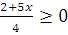 (2+5x)/4 ≥ 0